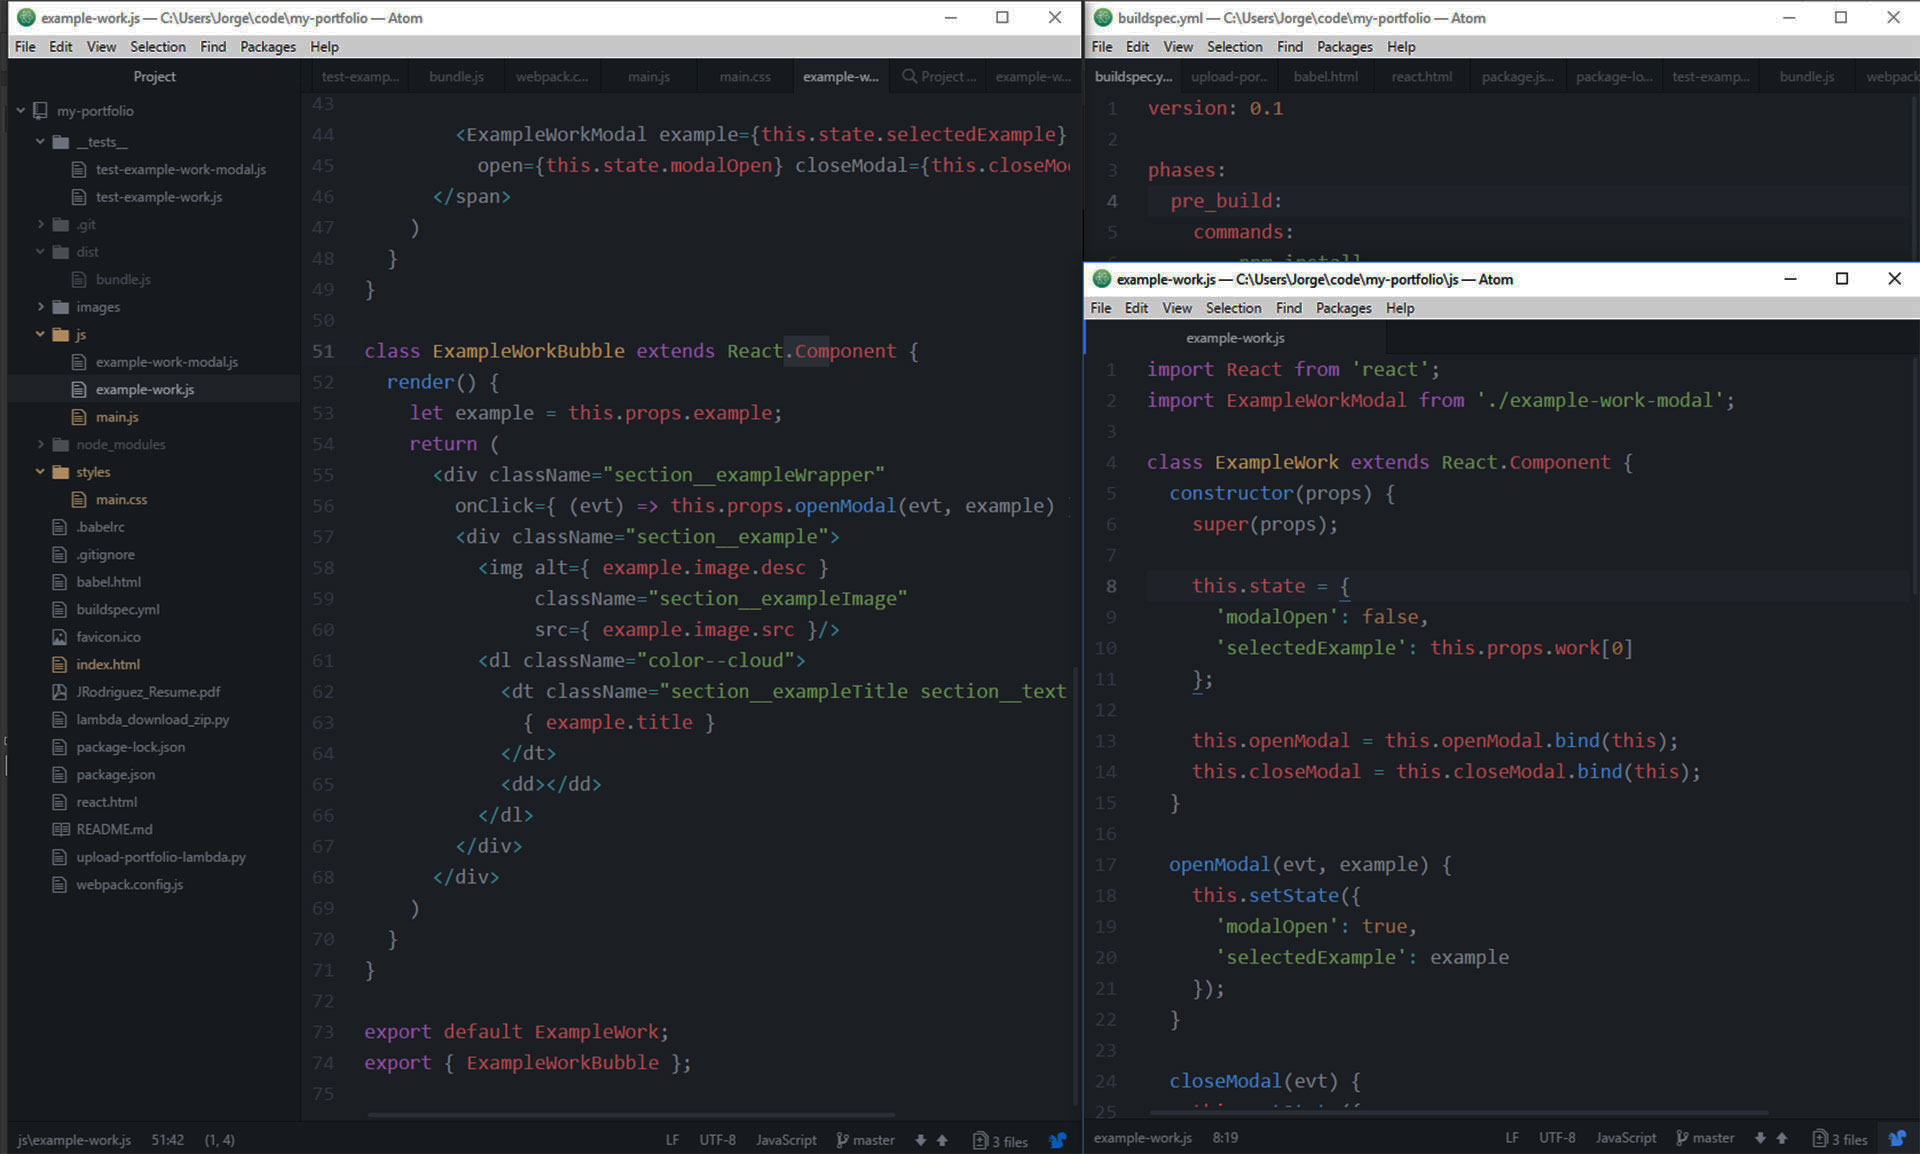 example-work.js — C:\Users\Jorge\code\my-portfolio — Atom
File Edit View Selection Find Packages Help
Project
my-portfolio
__tests__
test-example-work-modal.js
test-example-work.js
.git
dist
bundle.js
images
js
example-work-modal.js
example-work.js
main.js
node_modules
styles
main.css
.babelrc
.gitignore
babel.html
buildspec.yml
favicon.ico
index.html
JRodriguez_Resume.pdf
lambda_download_zip.py
package-lock.json
package.json
react.html
README.md
upload-portfolio-lambda.py
webpack.config.js
test-examp... bundle.js webpack.c... main.js main.css example-w... Project ... example-w...
43
44 <ExampleWorkModal example={this.state.selectedExample}
45 open={this.state.modalOpen} closeModal={this.closeMo
46 </span>
47 )
48 }
49 }
50
51 class ExampleWorkBubble extends React.Component {
52 render() {
53 let example = this.props.example;
54 return (
55 <div className="section__exampleWrapper"
56 onClick={ (evt) => this.props.openModal(evt, example) }
57 <div className="section__example">
58 <img alt={ example.image.desc }
59 className="section__exampleImage"
60 src={ example.image.src }/>
61 <dl className="color--cloud">
62 <dt className="section__exampleTitle section__text
63 { example.title }
64 </dt>
65 <dd></dd>
66 </dl>
67 </div>
68 </div>
69 )
70 }
71 }
72
73 export default ExampleWork;
74 export { ExampleWorkBubble };
75
js\example-work.js 51:42 (1, 4) LF UTF-8 JavaScript master 3 files
buildspec.yml — C:\Users\Jorge\code\my-portfolio — Atom
File Edit View Selection Find Packages Help
buildspec.y... upload-por... babel.html react.html package.js... package-lo... test-examp... bundle.js webpack
1 version: 0.1
2
3 phases:
4 pre_build:
5 commands:
example-work.js — C:\Users\Jorge\code\my-portfolio\js — Atom
File Edit View Selection Find Packages Help
example-work.js
1 import React from 'react';
2 import ExampleWorkModal from './example-work-modal';
3
4 class ExampleWork extends React.Component {
5 constructor(props) {
6 super(props);
7
8 this.state = {
9 'modalOpen': false,
10 'selectedExample': this.props.work[0]
11 };
12
13 this.openModal = this.openModal.bind(this);
14 this.closeModal = this.closeModal.bind(this);
15 }
16
17 openModal(evt, example) {
18 this.setState({
19 'modalOpen': true,
20 'selectedExample': example
21 });
22 }
23
24 closeModal(evt) {
25
example-work.js 8:19 LF UTF-8 JavaScript master 3 files